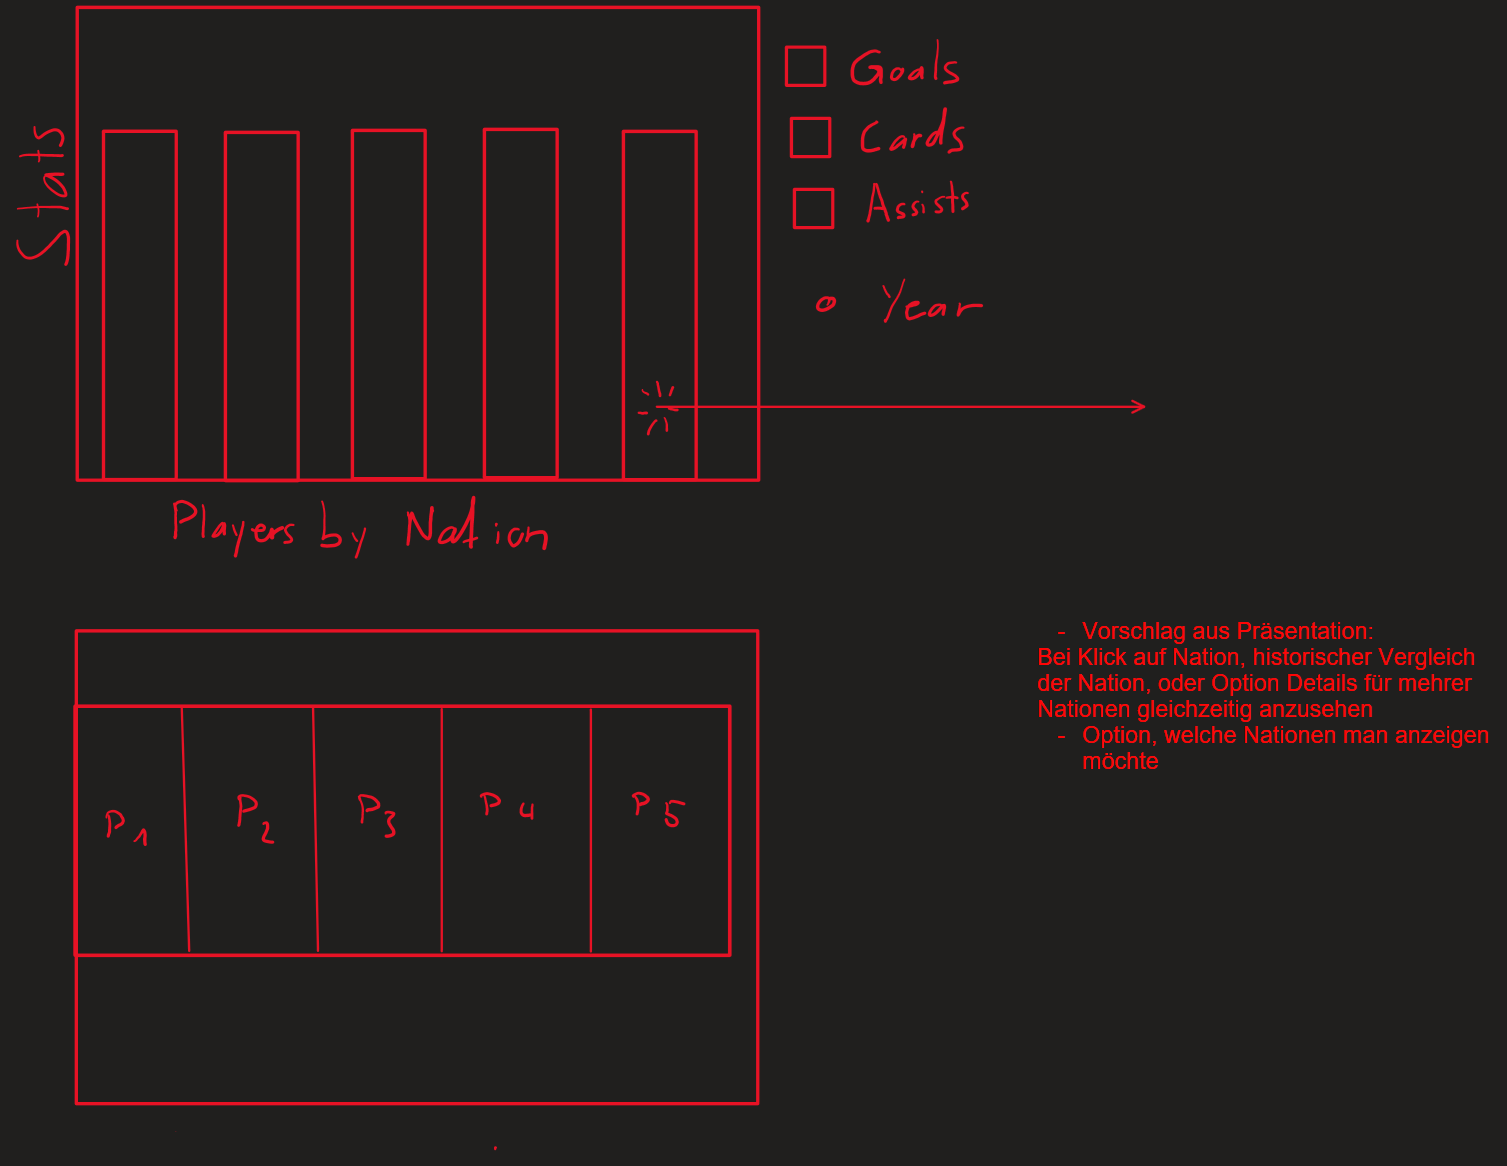 Stats
Goals
Cards
Assists
Year
Players by Nation
- Vorschlag aus Präsentation:
Bei Klick auf Nation, historischer Vergleich
der Nation, oder Option Details für mehrer
Nationen gleichzeitig anzusehen
- Option, welche Nationen man anzeigen
möchte
P1 P2 P3 P4 P5